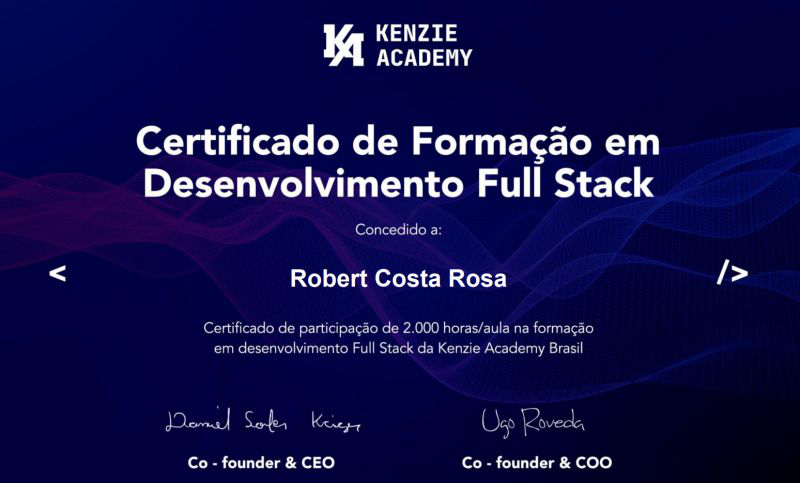 KENZIE
ACADEMY
Certificado de Formação em
Desenvolvimento Full Stack
Concedido a:
< Robert Costa Rosa />
Certificado de participação de 2.000 horas/aula na formação
em desenvolvimento Full Stack da Kenzie Academy Brasil
Daniel Ugo Roveda
Co - founder & CEO Co - founder & COO